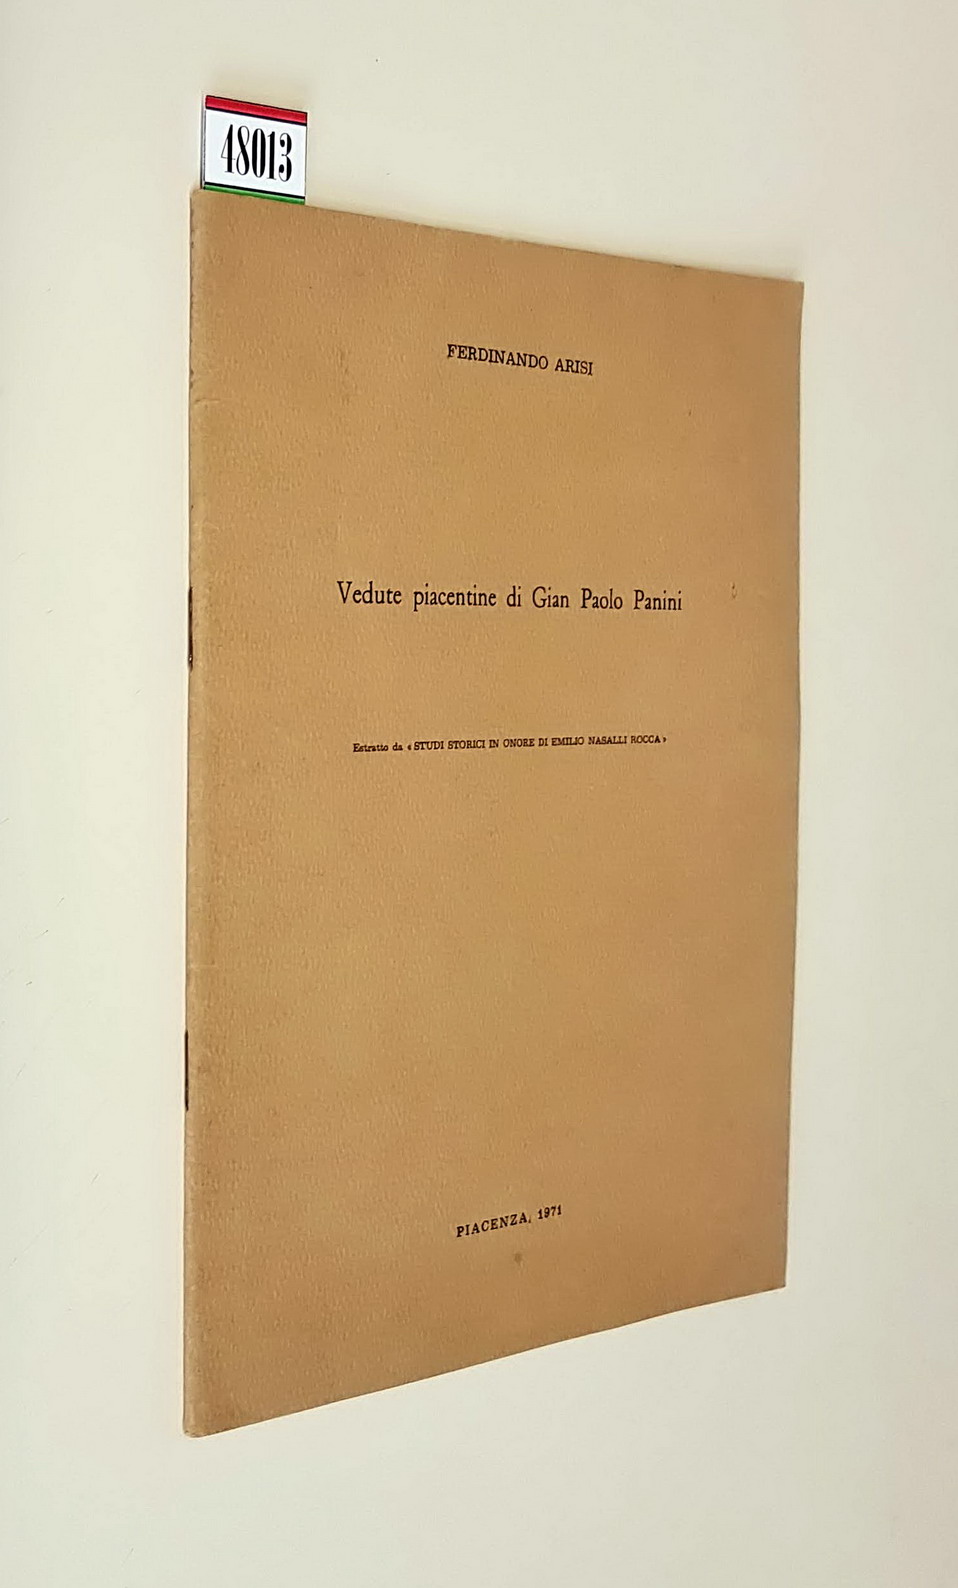 48013
FERDINANDO ARISI
Vedute piacentine di Gian Paolo Panini
Estratto da « STUDI STORICI IN ONORE DI EMILIO NASALLI ROCCA »
PIACENZA, 1971